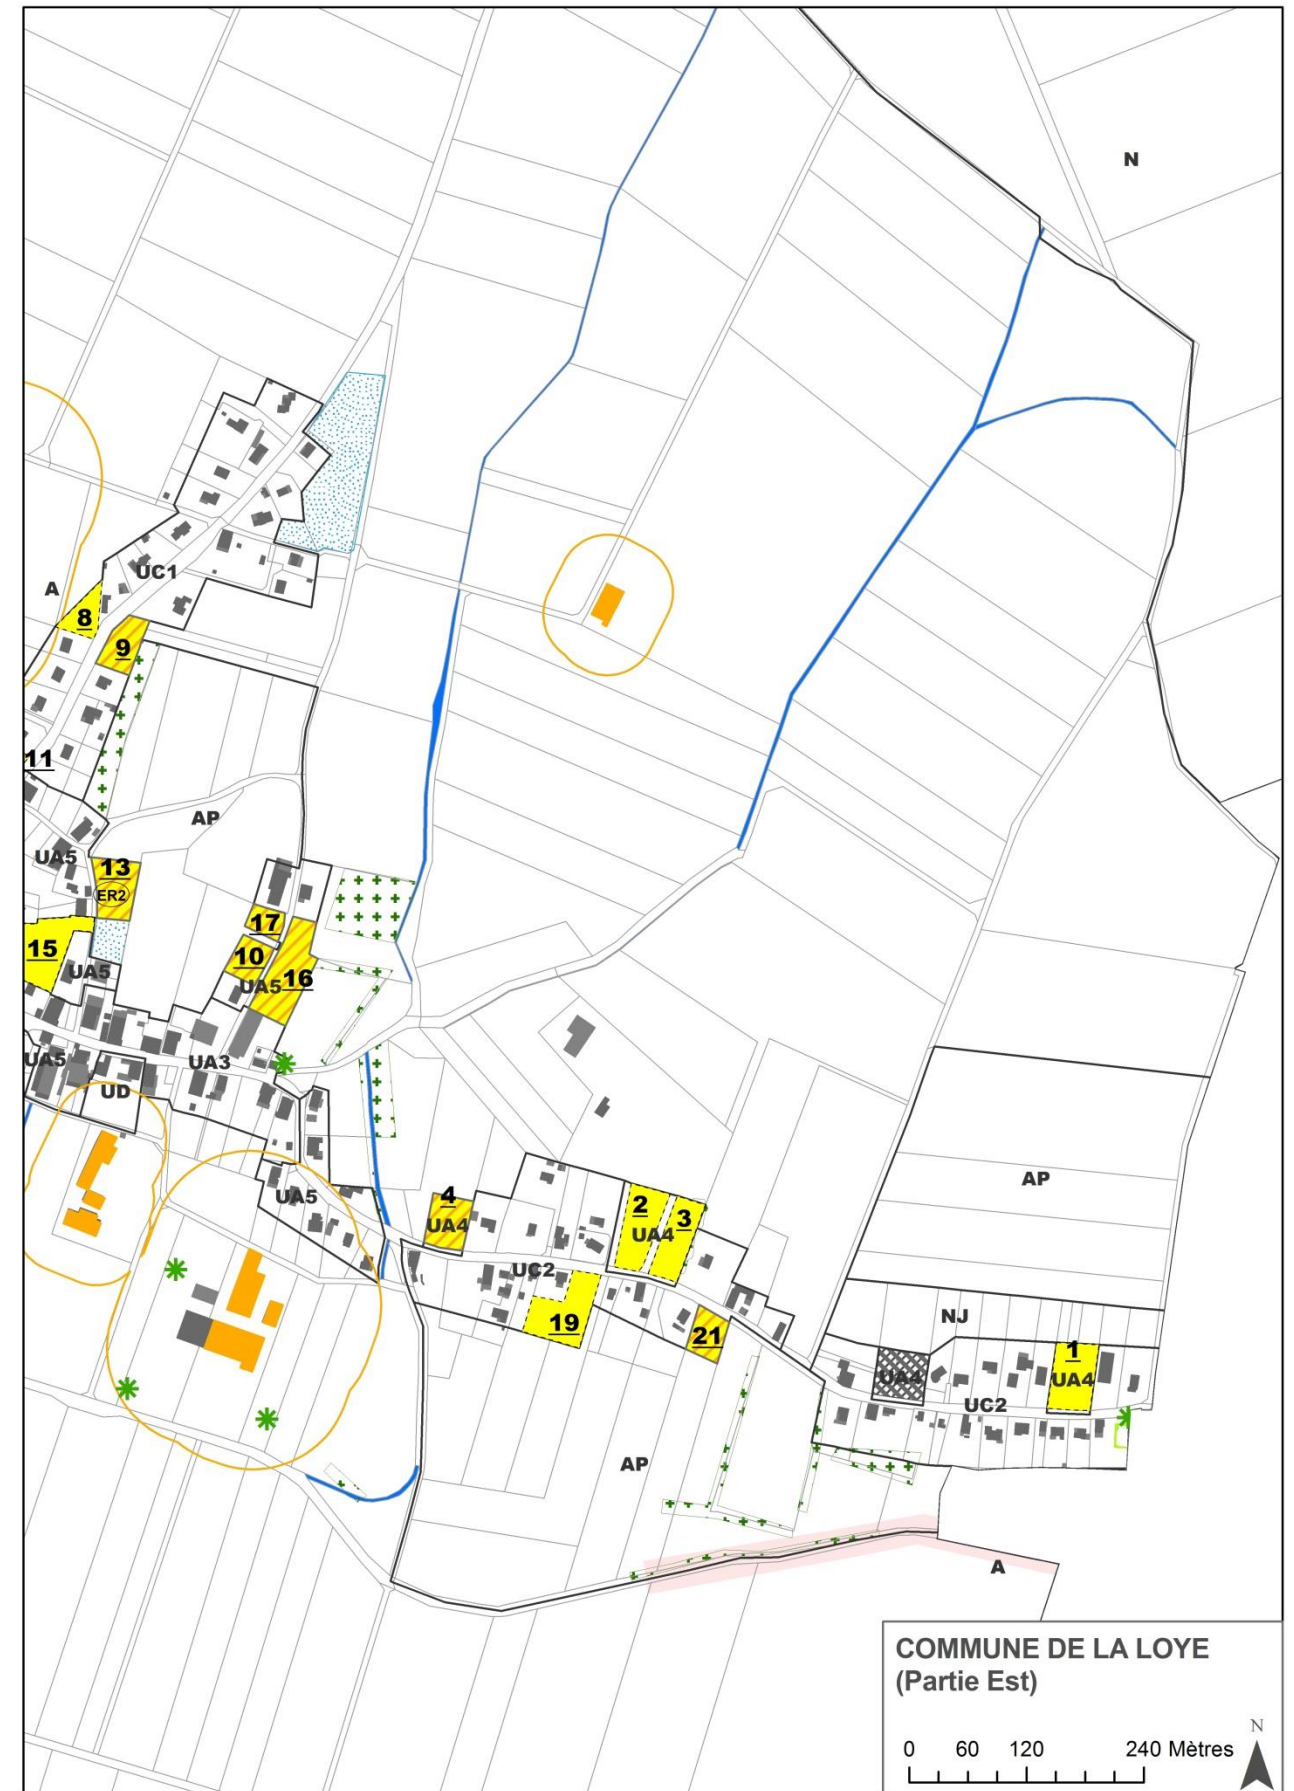 N
UC1
A
8
9
11
AP
UA5
13
ER2
17
15
10
UA5
UA5
16
UA5
UA3
UD
AP
UA5
4
UA4
2
3
UA4
UC2
19
21
NJ
1
UA4
UA4
UC2
AP
A
COMMUNE DE LA LOYE
(Partie Est)
N
0 60 120 240 Mètres